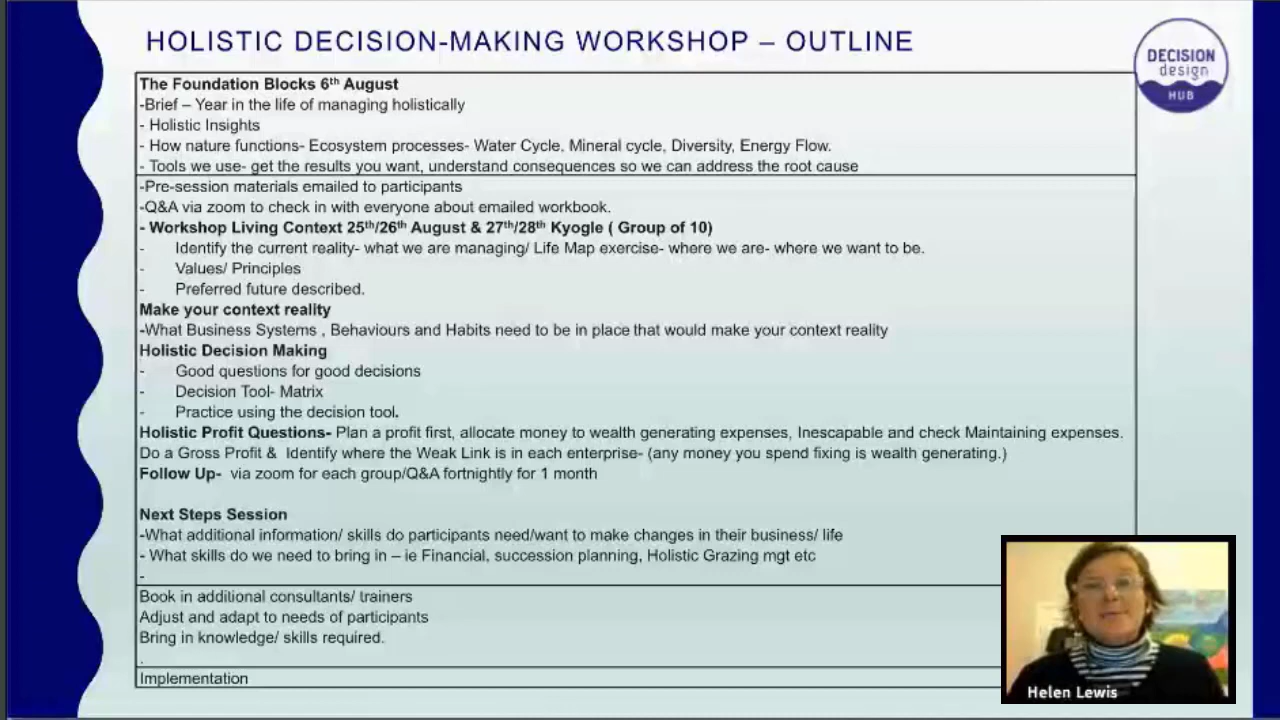 HOLISTIC DECISION-MAKING WORKSHOP – OUTLINE
DECISION
design
HUB
The Foundation Blocks 6th August
-Brief – Year in the life of managing holistically
- Holistic Insights
- How nature functions- Ecosystem processes- Water Cycle, Mineral cycle, Diversity, Energy Flow.
- Tools we use- get the results you want, understand consequences so we can address the root cause
-Pre-session materials emailed to participants
-Q&A via zoom to check in with everyone about emailed workbook.
- Workshop Living Context 25th/26th August & 27th/28th Kyogle ( Group of 10)
- Identify the current reality- what we are managing/ Life Map exercise- where we are- where we want to be.
- Values/ Principles
- Preferred future described.
Make your context reality
-What Business Systems , Behaviours and Habits need to be in place that would make your context reality
Holistic Decision Making
- Good questions for good decisions
- Decision Tool- Matrix
- Practice using the decision tool.
Holistic Profit Questions- Plan a profit first, allocate money to wealth generating expenses, Inescapable and check Maintaining expenses.
Do a Gross Profit & Identify where the Weak Link is in each enterprise- (any money you spend fixing is wealth generating.)
Follow Up- via zoom for each group/Q&A fortnightly for 1 month
Next Steps Session
-What additional information/ skills do participants need/want to make changes in their business/ life
- What skills do we need to bring in – ie Financial, succession planning, Holistic Grazing mgt etc
-
Book in additional consultants/ trainers
Adjust and adapt to needs of participants
Bring in knowledge/ skills required.
.
Implementation
Helen Lewis